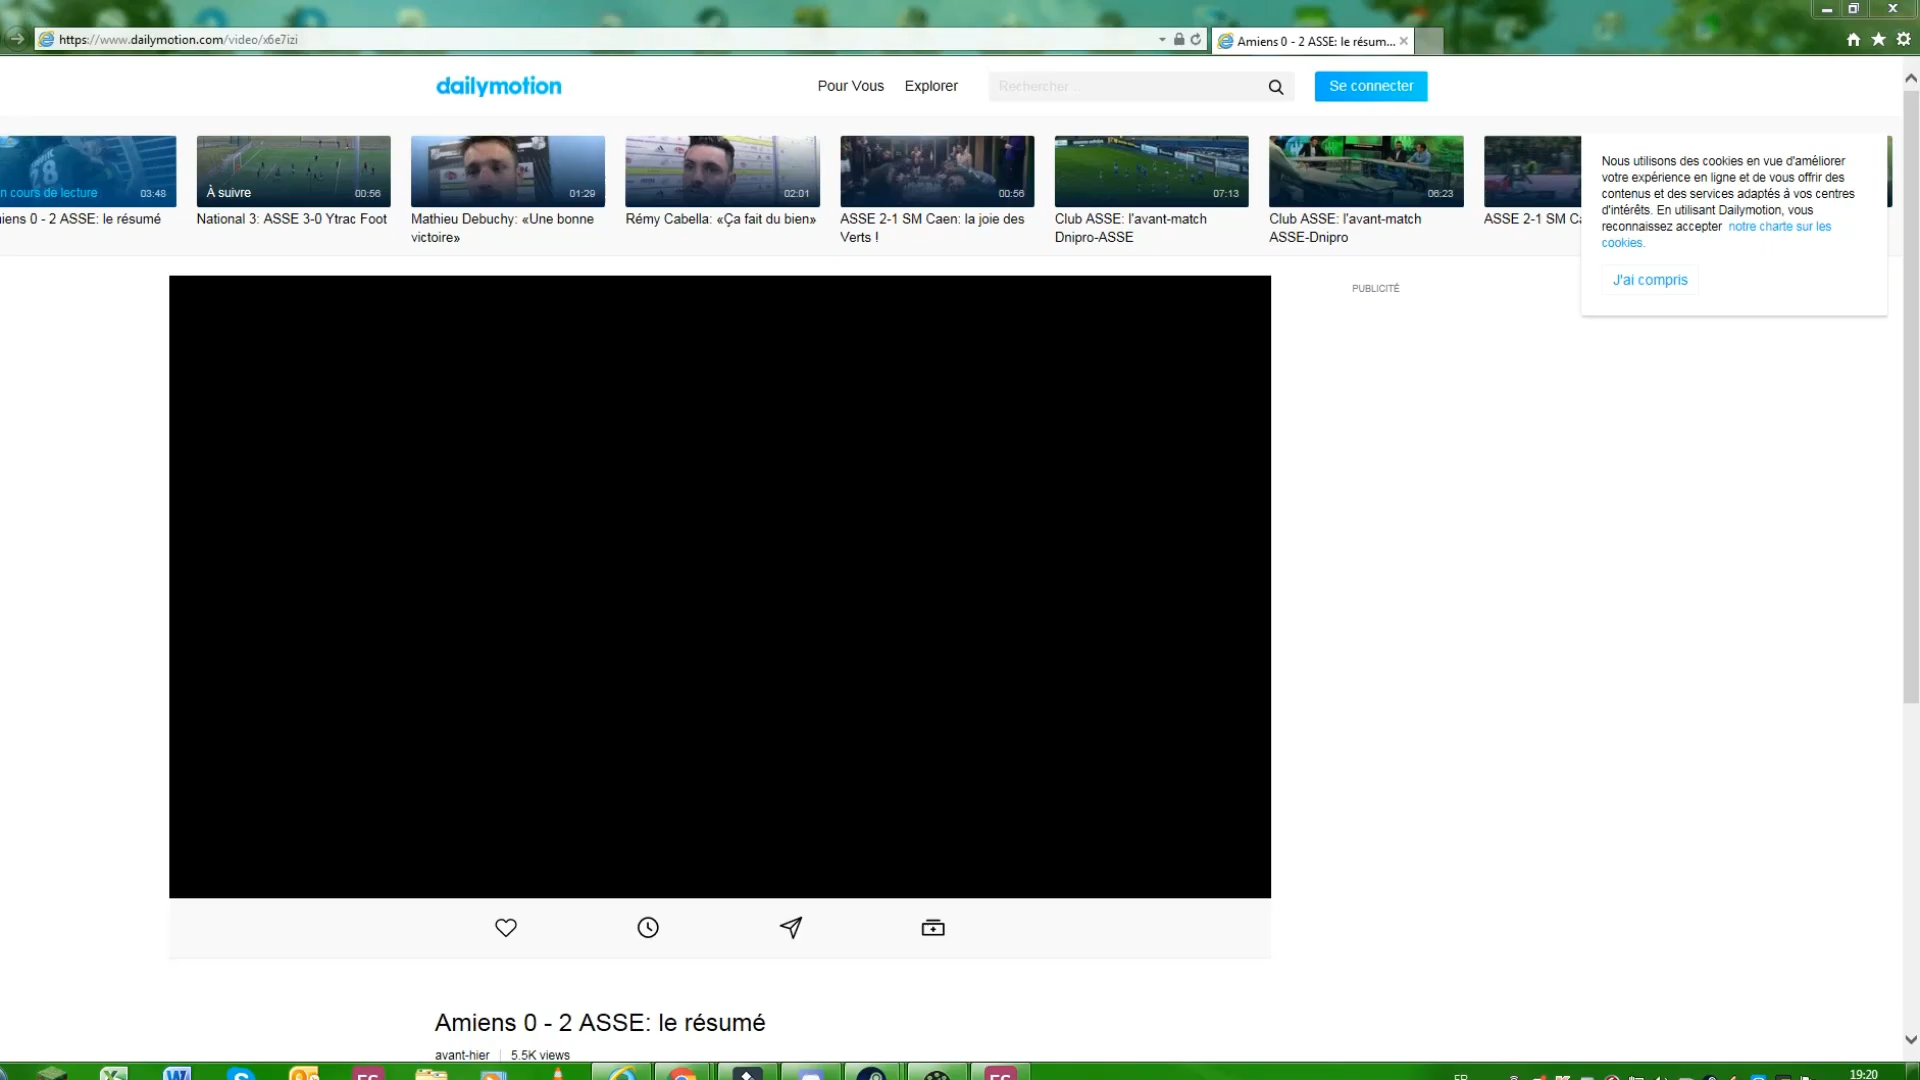 https://www.dailymotion.com/video/x6e7izi
Amiens 0 - 2 ASSE: le résum...
dailymotion
Pour Vous
Explorer
Rechercher...
Se connecter
28
n cours de lecture
03:48
À suivre
00:56
01:29
02:01
00:56
07:13
06:23
iens 0 - 2 ASSE: le résumé
National 3: ASSE 3-0 Ytrac Foot
Mathieu Debuchy: «Une bonne
victoire»
Rémy Cabella: «Ça fait du bien»
ASSE 2-1 SM Caen: la joie des
Verts !
Club ASSE: l'avant-match
Dnipro-ASSE
Club ASSE: l'avant-match
ASSE-Dnipro
ASSE 2-1 SM Ca
Nous utilisons des cookies en vue d'améliorer
votre expérience en ligne et de vous offrir des
contenus et des services adaptés à vos centres
d'intérêts. En utilisant Dailymotion, vous
reconnaissez accepter notre charte sur les
cookies.
J'ai compris
PUBLICITÉ
Amiens 0 - 2 ASSE: le résumé
avant-hier
5.5K views
FR
19:20